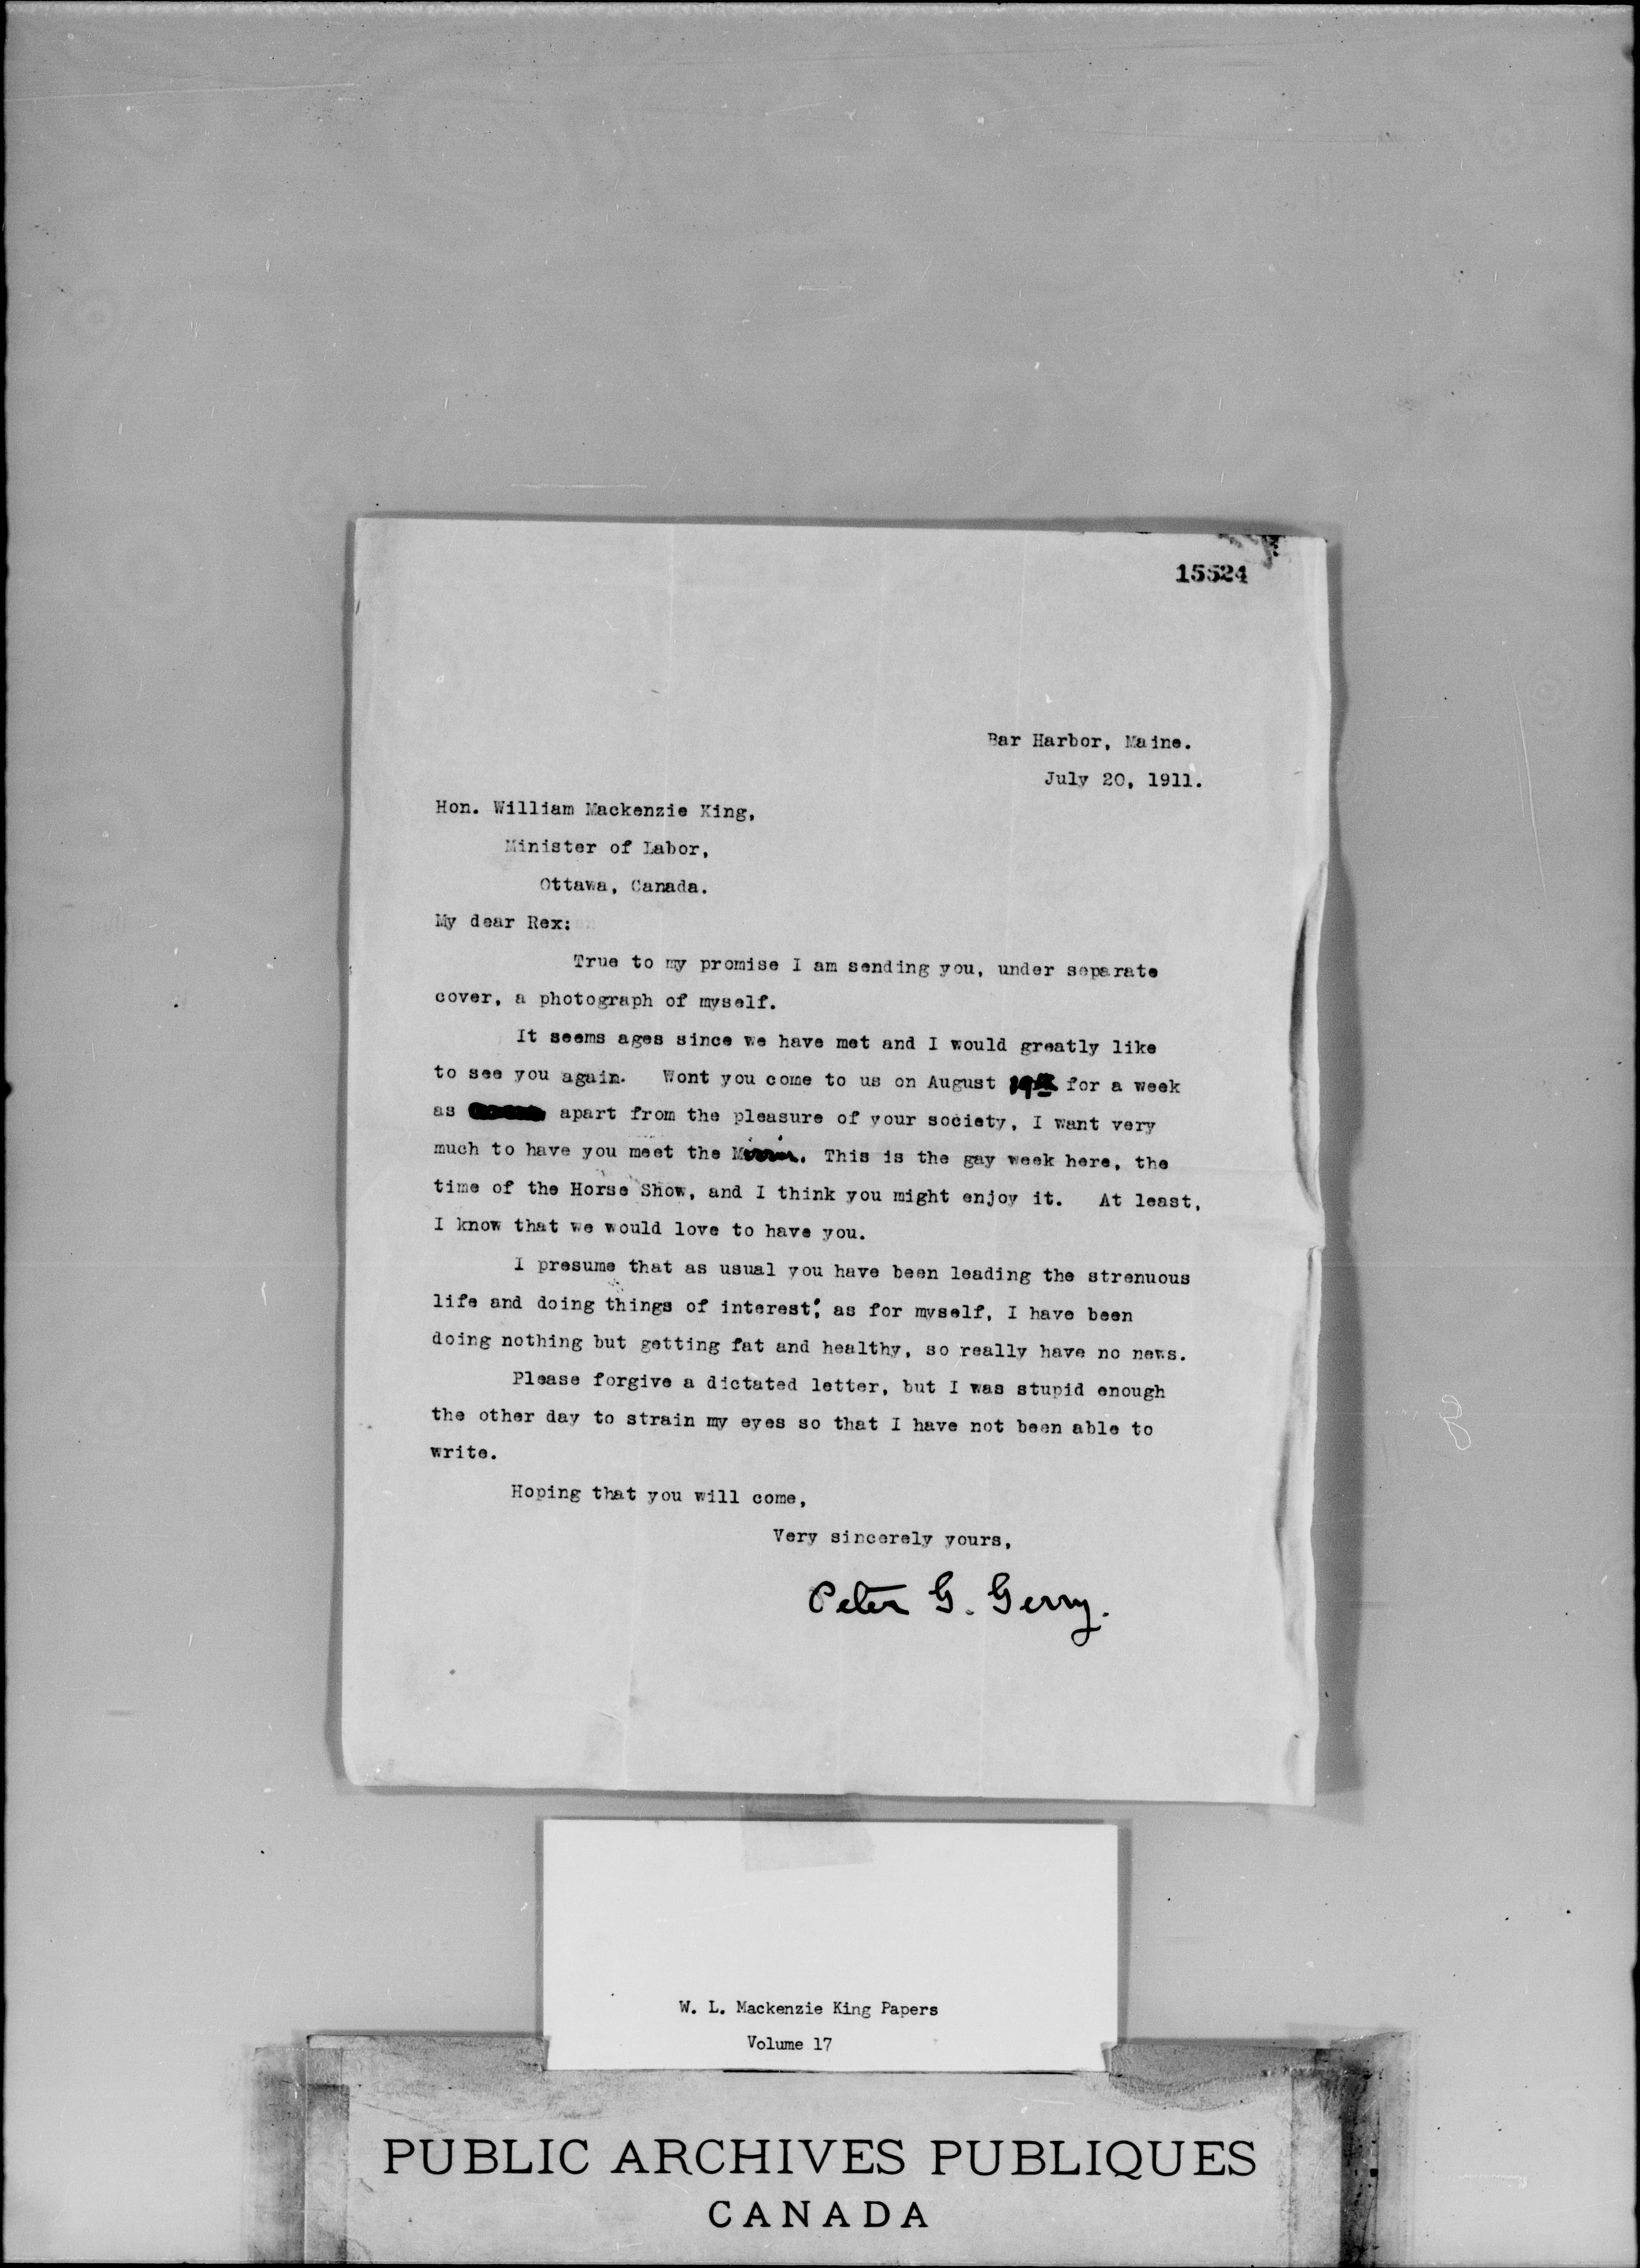 15524
Bar Harbor, Maine.
July 20, 1911.
Hon. William Mackenzie King,
Minister of Labor,
Ottawa, Canada.
My dear Rex:
True to my promise I am sending you, under separate
cover, a photograph of myself.
It seems ages since we have met and I would greatly like
to see you again. Wont you come to us on August 19th for a week
as apart from the pleasure of your society, I want very
much to have you meet the This is the gay week here, the
time of the Horse Show, and I think you might enjoy it. At least,
I know that we would love to have you.
I presume that as usual you have been leading the strenuous
life and doing things of interest; as for myself, I have been
doing nothing but getting fat and healthy, so really have no news.
Please forgive a dictated letter, but I was stupid enough
the other day to strain my eyes so that I have not been able to
write.
Hoping that you will come,
Very sincerely yours,
Peter G. Gerry.
W. L. Mackenzie King Papers
Volume 17
PUBLIC ARCHIVES PUBLIQUES
CANADA